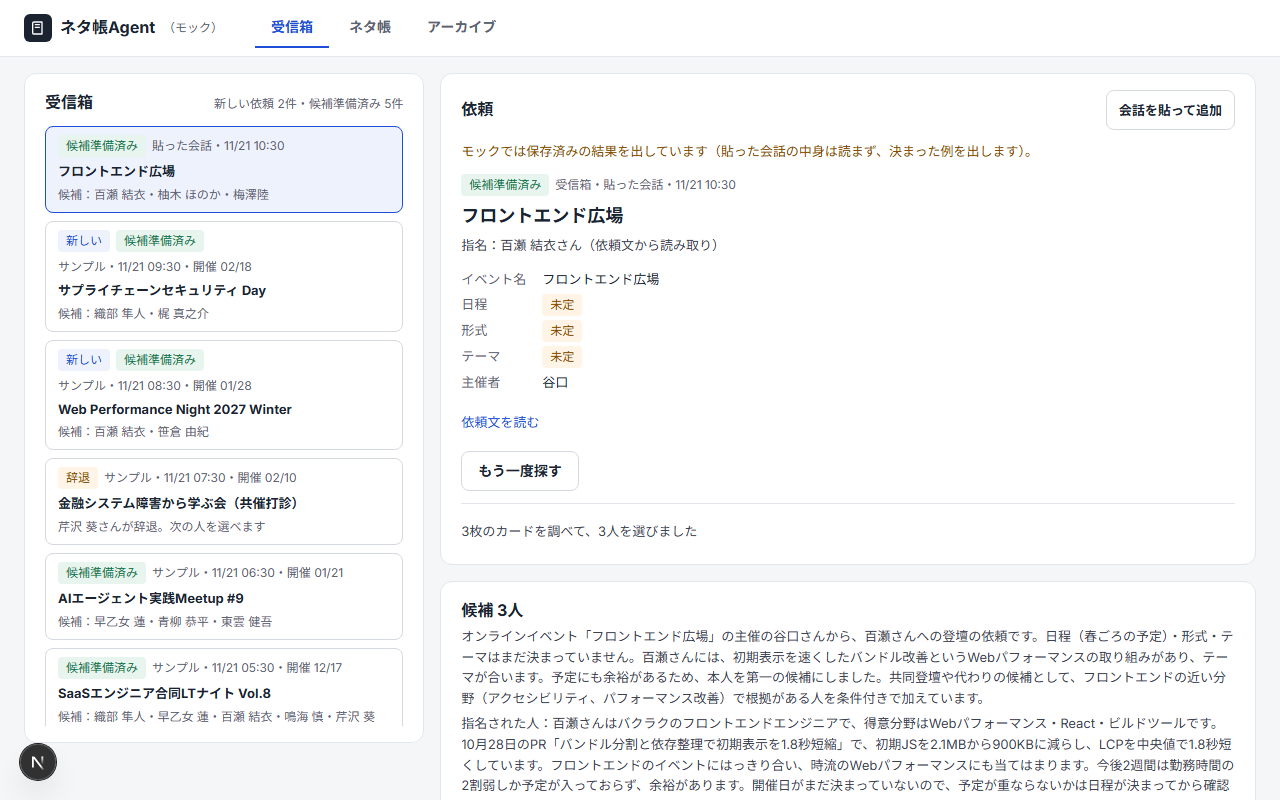 ネタ帳Agent （モック） 受信箱 ネタ帳 アーカイブ
受信箱 新しい依頼 2件・候補準備済み 5件
候補準備済み 貼った会話・11/21 10:30
フロントエンド広場
候補：百瀬 結衣・柚木 ほのか・梅澤陸
新しい 候補準備済み
サンプル・11/21 09:30・開催 02/18
サプライチェーンセキュリティ Day
候補：織部 隼人・梶 真之介
新しい 候補準備済み
サンプル・11/21 08:30・開催 01/28
Web Performance Night 2027 Winter
候補：百瀬 結衣・笹倉 由紀
辞退 サンプル・11/21 07:30・開催 02/10
金融システム障害から学ぶ会（共催打診）
芹沢 葵さんが辞退。次の人を選べます
候補準備済み サンプル・11/21 06:30・開催 01/21
AIエージェント実践Meetup #9
候補：早乙女 蓮・青柳 恭平・東雲 健吾
候補準備済み サンプル・11/21 05:30・開催 12/17
SaaSエンジニア合同LTナイト Vol.8
候補：織部 隼人・早乙女 蓮・百瀬 結衣・鳴海 慎・芹沢 葵
N
依頼 会話を貼って追加
モックでは保存済みの結果を出しています（貼った会話の中身は読まず、決まった例を出します）。
候補準備済み 受信箱・貼った会話・11/21 10:30
フロントエンド広場
指名：百瀬 結衣さん（依頼文から読み取り）
イベント名 フロントエンド広場
日程 未定
形式 未定
テーマ 未定
主催者 谷口
依頼文を読む
もう一度探す
3枚のカードを調べて、3人を選びました
候補 3人
オンラインイベント「フロントエンド広場」の主催の谷口さんから、百瀬さんへの登壇の依頼です。日程（春ごろの予定）・形式・テ
ーマはまだ決まっていません。百瀬さんには、初期表示を速くしたバンドル改善というWebパフォーマンスの取り組みがあり、テー
マが合います。予定にも余裕があるため、本人を第一の候補にしました。共同登壇や代わりの候補として、フロントエンドの近い分
野（アクセシビリティ、パフォーマンス改善）で根拠がある人を条件付きで加えています。
指名された人：百瀬さんはバクラクのフロントエンドエンジニアで、得意分野はWebパフォーマンス・React・ビルドツールです。
10月28日のPR「バンドル分割と依存整理で初期表示を1.8秒短縮」で、初期JSを2.1MBから900KBに減らし、LCPを中央値で1.8秒短
くしています。フロントエンドのイベントにはっきり合い、時流のWebパフォーマンスにも当てはまります。今後2週間は勤務時間の
2割弱しか予定が入っておらず、余裕があります。開催日がまだ決まっていないので、予定が重ならないかは日程が決まってから確認